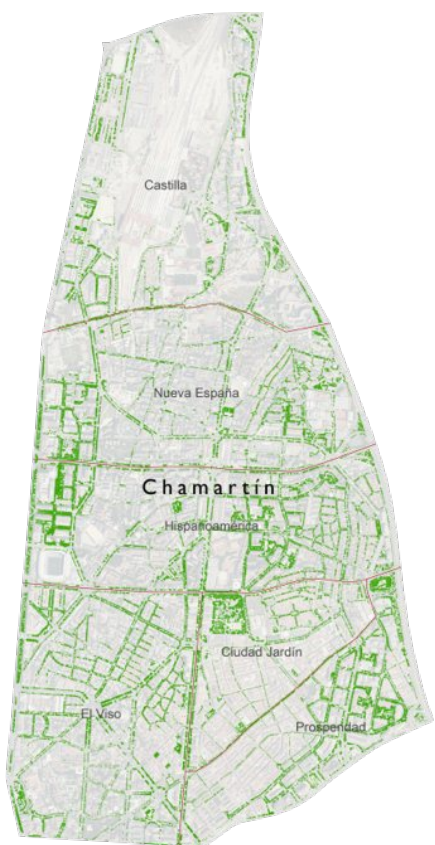 Castilla
Nueva España
Chamartín
Hispanoamérica
Ciudad Jardín
El Viso
Prosperidad